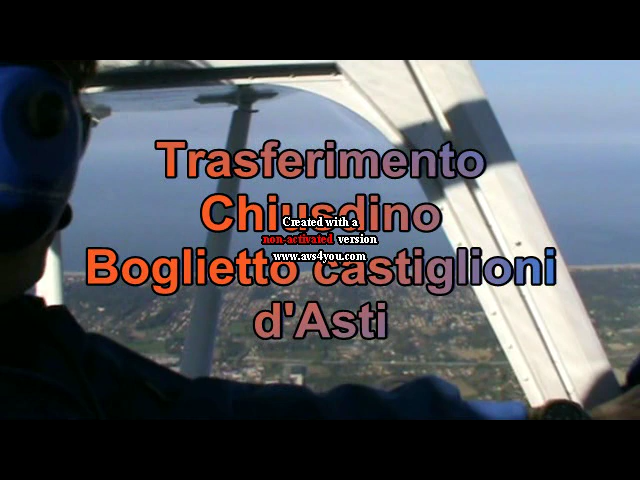 Trasferimento
Chiusdino
Created with a
non-activated version
Boglietto castiglioni
www.avs4you.com
d'Asti